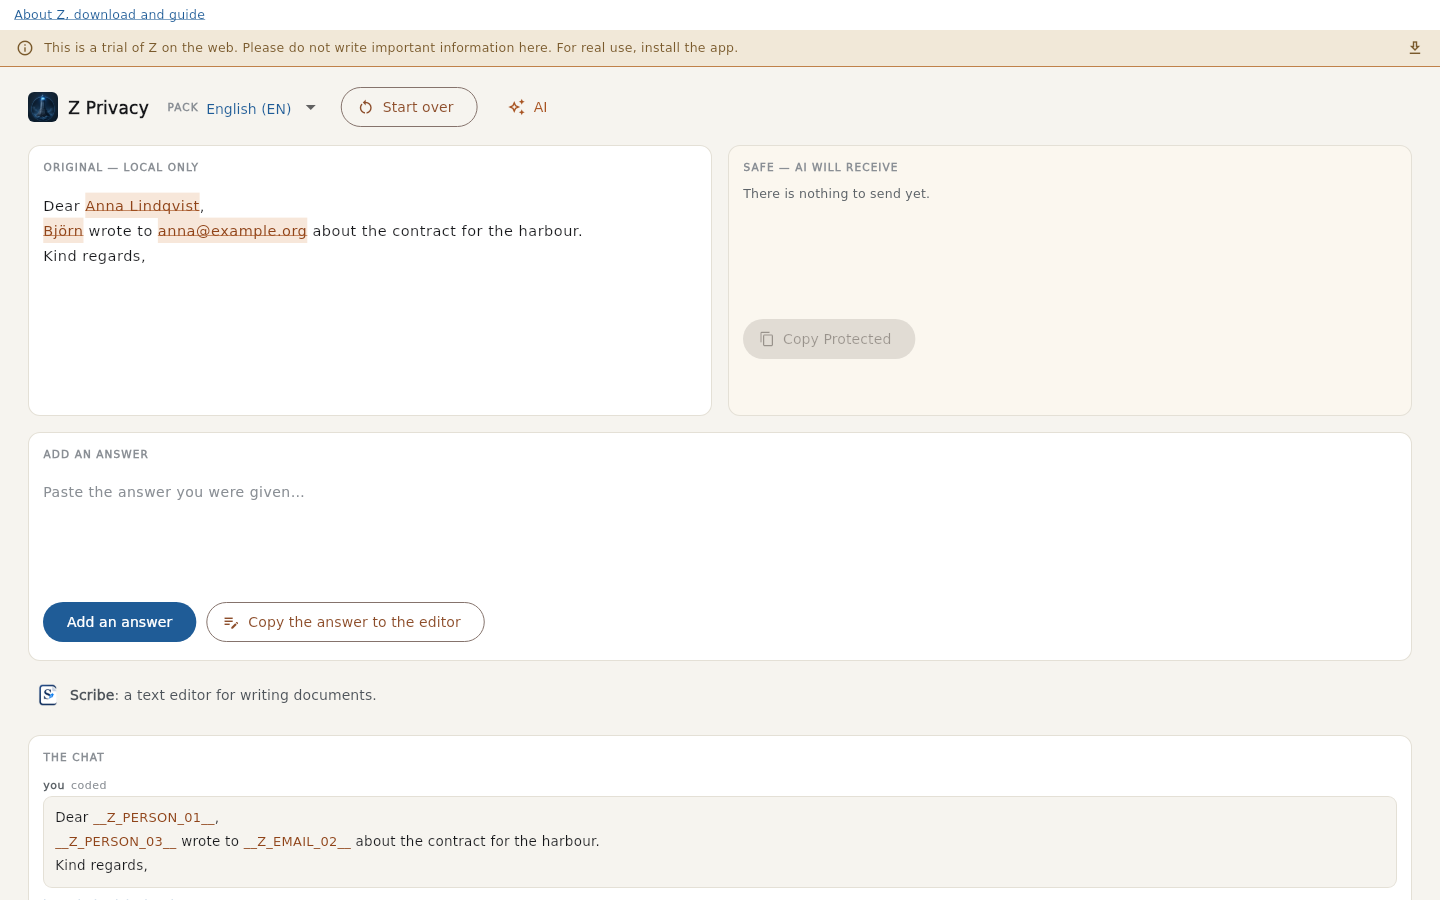 About Z, download and guide
This is a trial of Z on the web. Please do not write important information here. For real use, install the app.
Z Privacy PACK English (EN) Start over AI
ORIGINAL — LOCAL ONLY
Dear Anna Lindqvist,
Björn wrote to anna@example.org about the contract for the harbour.
Kind regards,
SAFE — AI WILL RECEIVE
There is nothing to send yet.
Copy Protected
ADD AN ANSWER
Paste the answer you were given...
Add an answer Copy the answer to the editor
Scribe: a text editor for writing documents.
THE CHAT
you coded
Dear __Z_PERSON_01__,
__Z_PERSON_03__ wrote to __Z_EMAIL_02__ about the contract for the harbour.
Kind regards,